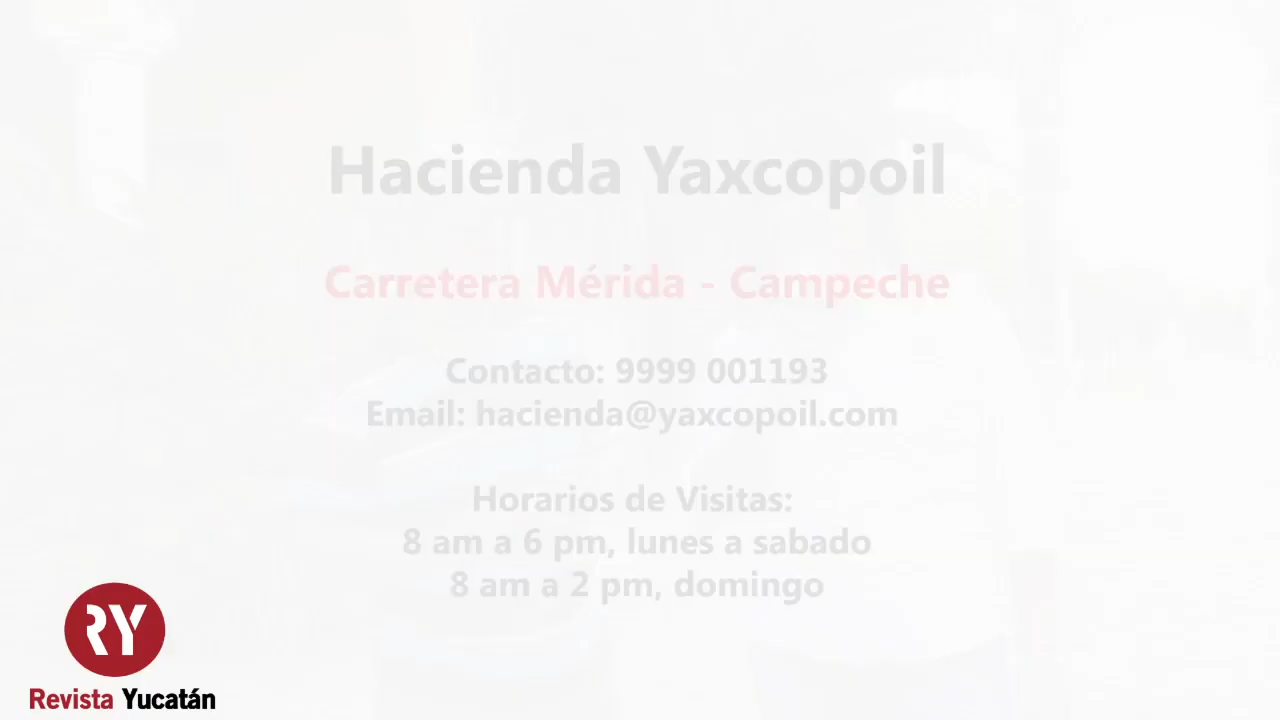 Hacienda Yaxcopoil
Carretera Mérida - Campeche
Contacto: 9999 001193
Email: hacienda@yaxcopoil.com
Horarios de Visitas:
8 am a 6 pm, lunes a sabado
8 am a 2 pm, domingo
RY
Revista Yucatán